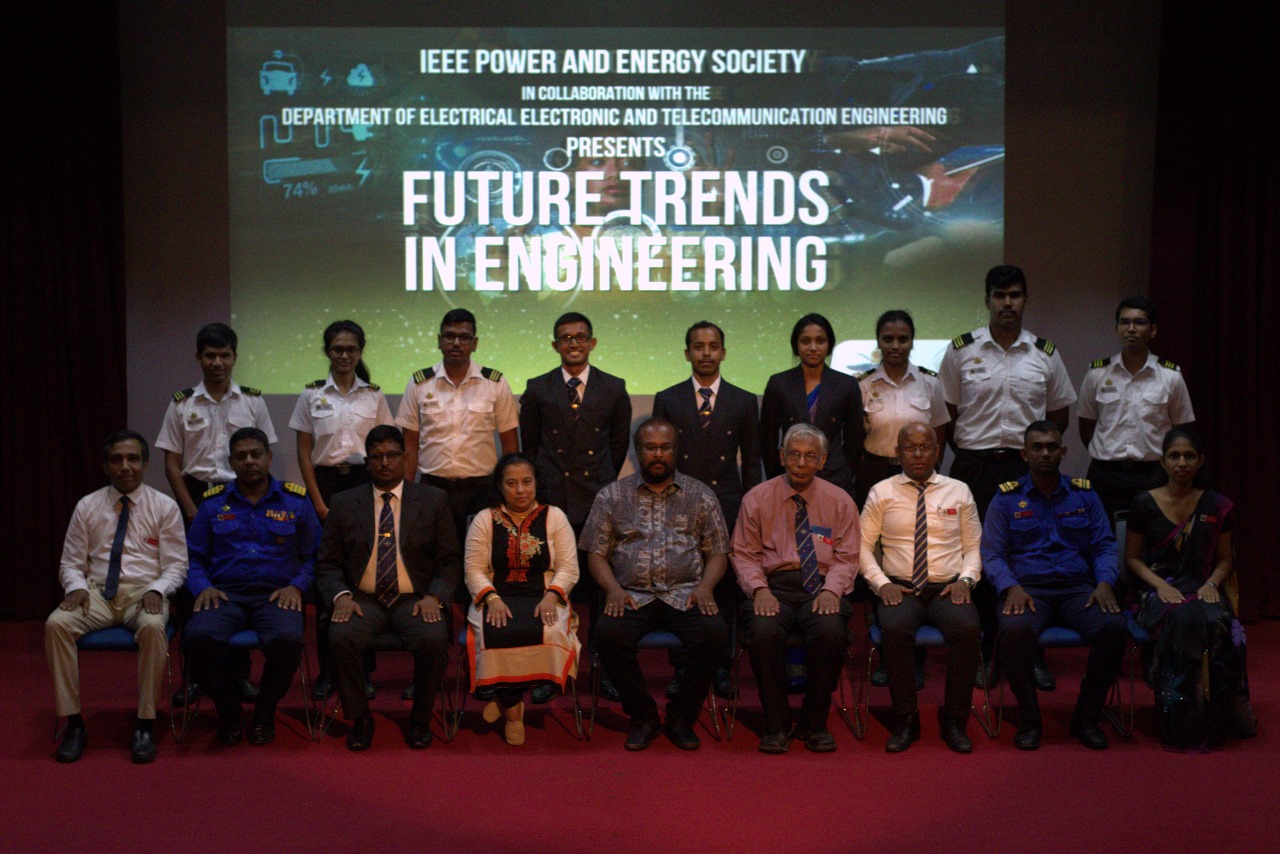 IEEE POWER AND ENERGY SOCIETY
IN COLLABORATION WITH THE
DEPARTMENT OF ELECTRICAL ELECTRONIC AND TELECOMMUNICATION ENGINEERING
PRESENTS
74%
FUTURE TRENDS
IN ENGINEERING